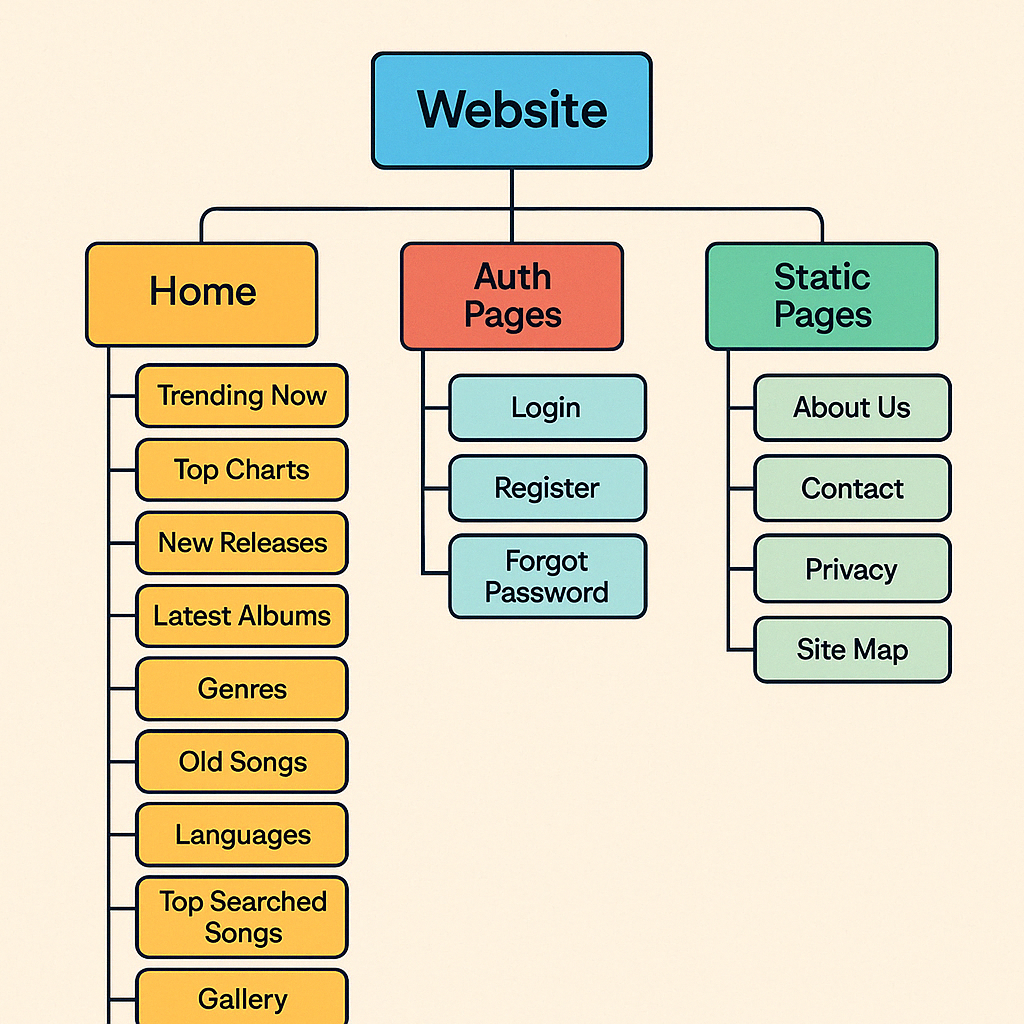 Website
Home
Trending Now
Top Charts
New Releases
Latest Albums
Genres
Old Songs
Languages
Top Searched
Songs
Gallery
Auth
Pages
Login
Register
Forgot
Password
Static
Pages
About Us
Contact
Privacy
Site Map